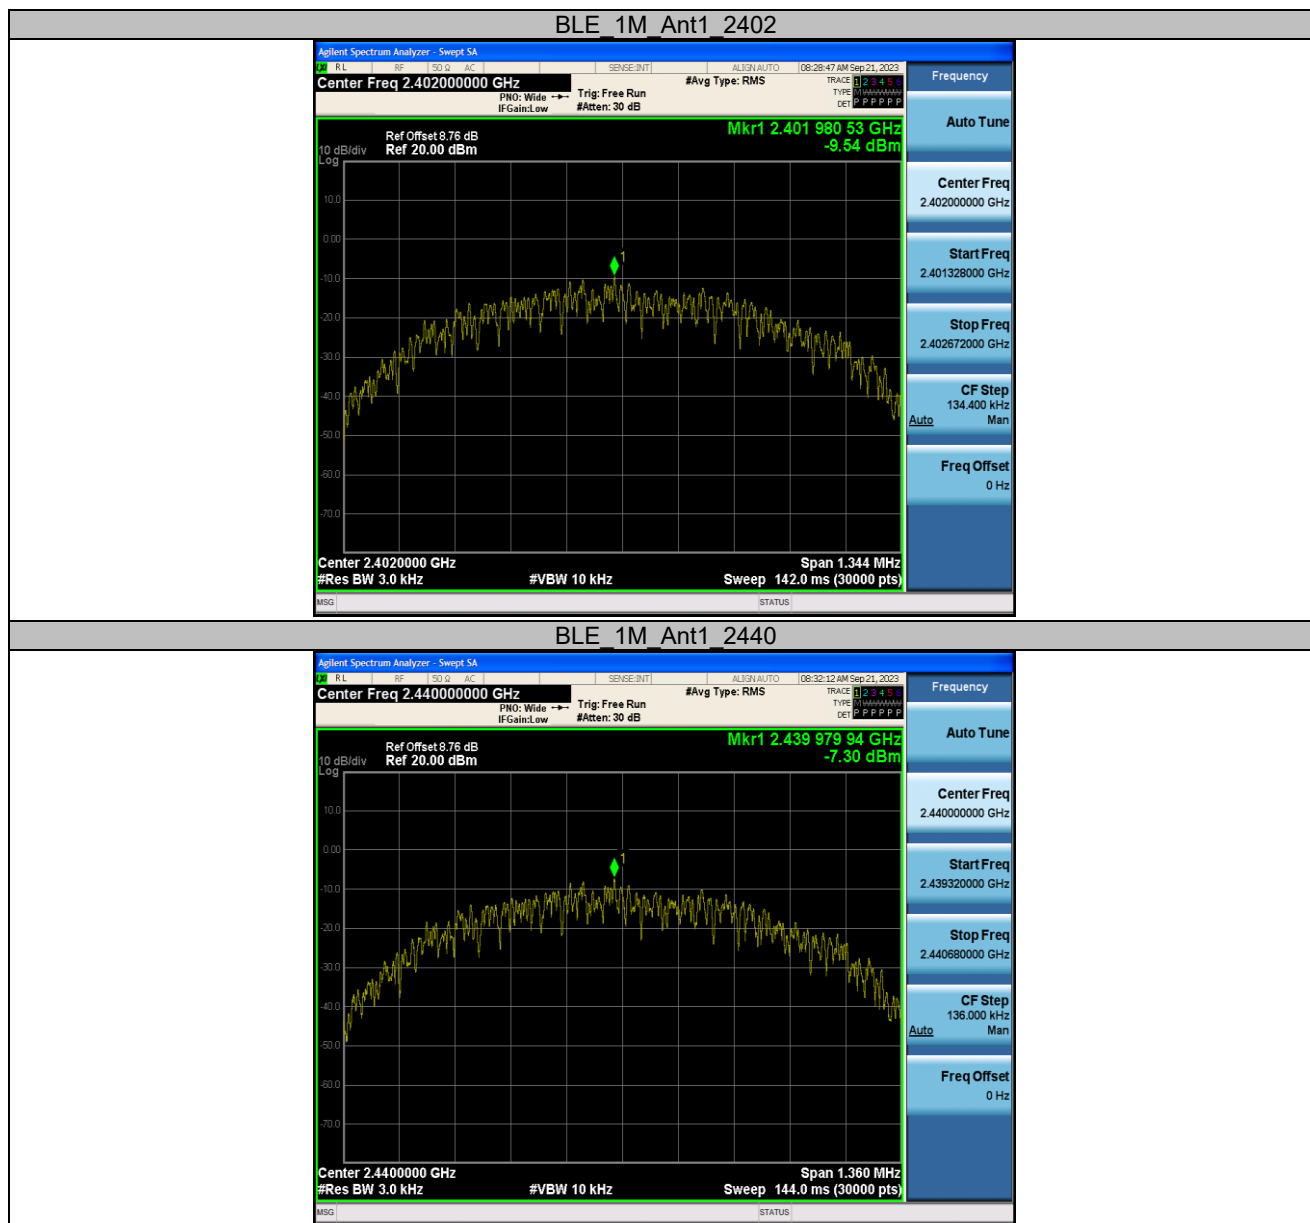 BLE_1M_Ant1_2402
Agilent Spectrum Analyzer - Swept SA
RL RF 50 Ω AC SENSE:INT ALIGN AUTO 08:28:47 AM Sep 21, 2023
Center Freq 2.402000000 GHz #Avg Type: RMS TRACE 1 2 3 4 5 6
PNO: Wide Trig: Free Run TYPE M
IFGain:Low #Atten: 30 dB DET P P P P P P
Frequency
Auto Tune
Mkr1 2.401 980 53 GHz
-9.54 dBm
Ref Offset 8.76 dB
10 dB/div Ref 20.00 dBm
Log
10.0
0.00
-10.0
-20.0
-30.0
-40.0
-50.0
-60.0
-70.0
1
Center Freq
2.402000000 GHz
Start Freq
2.401328000 GHz
Stop Freq
2.402672000 GHz
CF Step
134.400 kHz
Auto Man
Freq Offset
0 Hz
Center 2.4020000 GHz Span 1.344 MHz
#Res BW 3.0 kHz #VBW 10 kHz Sweep 142.0 ms (30000 pts)
MSG STATUS
BLE_1M_Ant1_2440
Agilent Spectrum Analyzer - Swept SA
RL RF 50 Ω AC SENSE:INT ALIGN AUTO 08:32:12 AM Sep 21, 2023
Center Freq 2.440000000 GHz #Avg Type: RMS TRACE 1 2 3 4 5 6
PNO: Wide Trig: Free Run TYPE M
IFGain:Low #Atten: 30 dB DET P P P P P P
Frequency
Auto Tune
Mkr1 2.439 979 94 GHz
-7.30 dBm
Ref Offset 8.76 dB
10 dB/div Ref 20.00 dBm
Log
10.0
0.00
-10.0
-20.0
-30.0
-40.0
-50.0
-60.0
-70.0
1
Center Freq
2.440000000 GHz
Start Freq
2.439320000 GHz
Stop Freq
2.440680000 GHz
CF Step
136.000 kHz
Auto Man
Freq Offset
0 Hz
Center 2.4400000 GHz Span 1.360 MHz
#Res BW 3.0 kHz #VBW 10 kHz Sweep 144.0 ms (30000 pts)
MSG STATUS